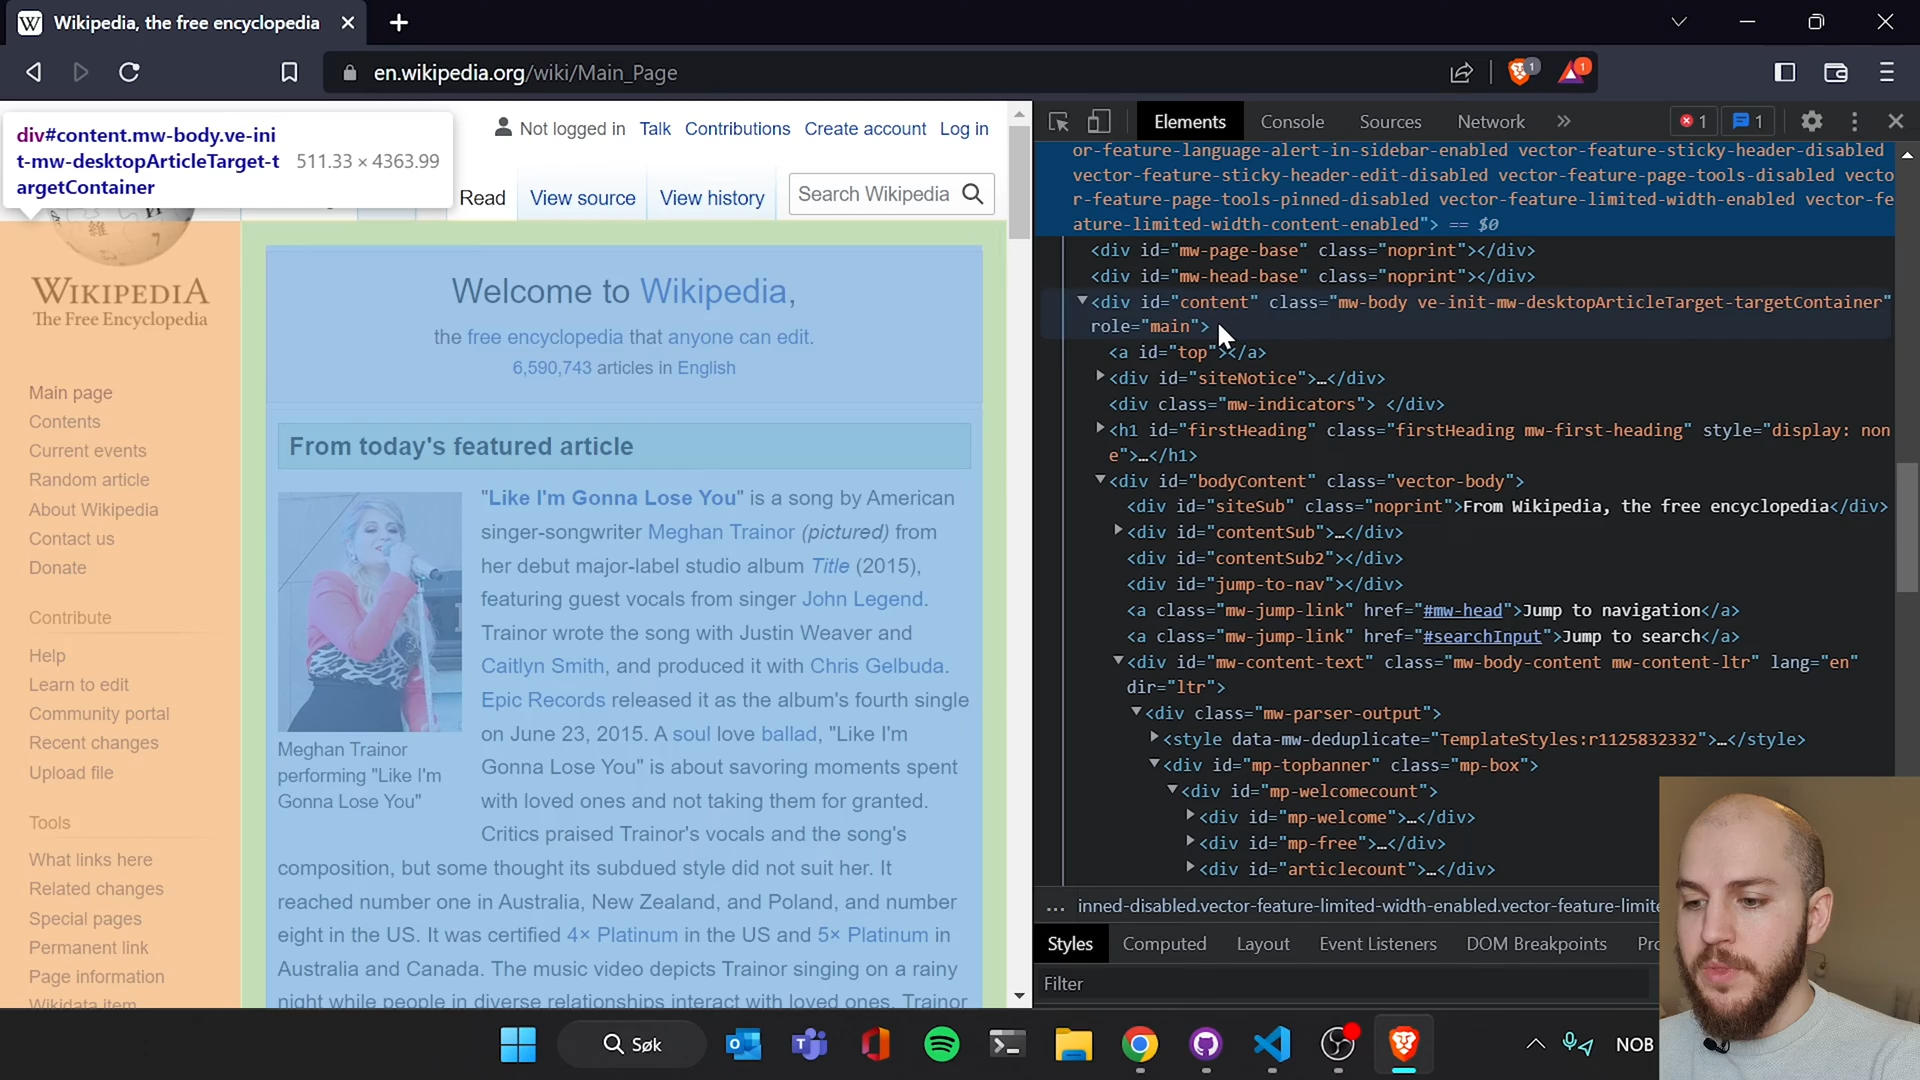 Wikipedia, the free encyclopedia
en.wikipedia.org/wiki/Main_Page
1
1
div#content.mw-body.ve-ini
t-mw-desktopArticleTarget-t
argetContainer
511.33 × 4363.99
Not logged in Talk Contributions Create account Log in
Read View source View history Search Wikipedia
WIKIPEDIA
The Free Encyclopedia
Main page
Contents
Current events
Random article
About Wikipedia
Contact us
Donate
Contribute
Help
Learn to edit
Community portal
Recent changes
Upload file
Tools
What links here
Related changes
Special pages
Permanent link
Page information
Wikidata item
Welcome to Wikipedia,
the free encyclopedia that anyone can edit.
6,590,743 articles in English
From today's featured article
"Like I'm Gonna Lose You" is a song by American
singer-songwriter Meghan Trainor (pictured) from
her debut major-label studio album Title (2015),
featuring guest vocals from singer John Legend.
Trainor wrote the song with Justin Weaver and
Caitlyn Smith, and produced it with Chris Gelbuda.
Epic Records released it as the album's fourth single
on June 23, 2015. A soul love ballad, "Like I'm
Gonna Lose You" is about savoring moments spent
with loved ones and not taking them for granted.
Critics praised Trainor's vocals and the song's
composition, but some thought its subdued style did not suit her. It
reached number one in Australia, New Zealand, and Poland, and number
eight in the US. It was certified 4× Platinum in the US and 5× Platinum in
Australia and Canada. The music video depicts Trainor singing on a rainy
night while people in diverse relationships interact with loved ones. Trainor
Meghan Trainor
performing "Like I'm
Gonna Lose You"
Elements Console Sources Network » 1 1
or-feature-language-alert-in-sidebar-enabled vector-feature-sticky-header-disabled
vector-feature-sticky-header-edit-disabled vector-feature-page-tools-disabled vecto
r-feature-page-tools-pinned-disabled vector-feature-limited-width-enabled vector-fe
ature-limited-width-content-enabled"> == $0
<div id="mw-page-base" class="noprint"></div>
<div id="mw-head-base" class="noprint"></div>
<div id="content" class="mw-body ve-init-mw-desktopArticleTarget-targetContainer"
role="main">
<a id="top"></a>
<div id="siteNotice">…</div>
<div class="mw-indicators"> </div>
<h1 id="firstHeading" class="firstHeading mw-first-heading" style="display: non
e">…</h1>
<div id="bodyContent" class="vector-body">
<div id="siteSub" class="noprint">From Wikipedia, the free encyclopedia</div>
<div id="contentSub">…</div>
<div id="contentSub2"></div>
<div id="jump-to-nav"></div>
<a class="mw-jump-link" href="#mw-head">Jump to navigation</a>
<a class="mw-jump-link" href="#searchInput">Jump to search</a>
<div id="mw-content-text" class="mw-body-content mw-content-ltr" lang="en"
dir="ltr">
<div class="mw-parser-output">
<style data-mw-deduplicate="TemplateStyles:r1125832332">…</style>
<div id="mp-topbanner" class="mp-box">
<div id="mp-welcomecount">
<div id="mp-welcome">…</div>
<div id="mp-free">…</div>
<div id="articlecount">…</div>
… inned-disabled.vector-feature-limited-width-enabled.vector-feature-limite
Styles Computed Layout Event Listeners DOM Breakpoints Pro
Filter
Søk
NOB